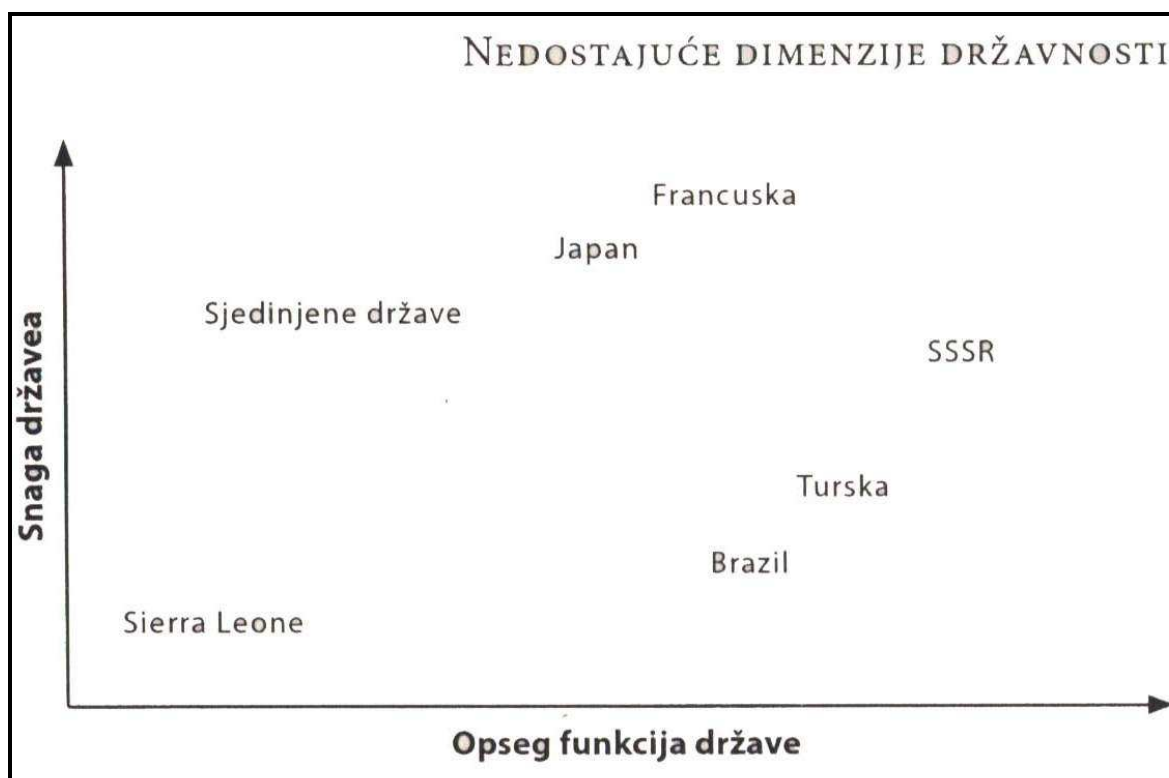 NEDOSTAJUĆE DIMENZIJE DRŽAVNOSTI
Francuska
Japan
Sjedinjene države
SSSR
Snaga državea
Turska
Brazil
Sierra Leone
Opseg funkcija države